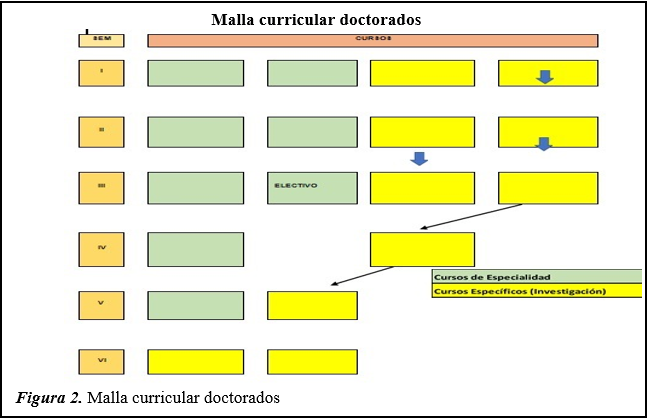 Malla curricular doctorados
SEM CURSOS
I
II
III ELECTIVO
IV
Cursos de Especialidad
Cursos Específicos (Investigación)
V
VI
Figura 2. Malla curricular doctorados